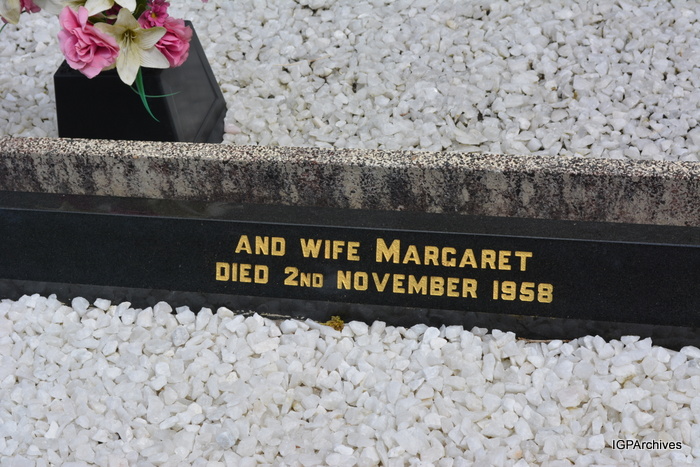 AND WIFE MARGARET
DIED 2ND NOVEMBER 1958
IGPArchives